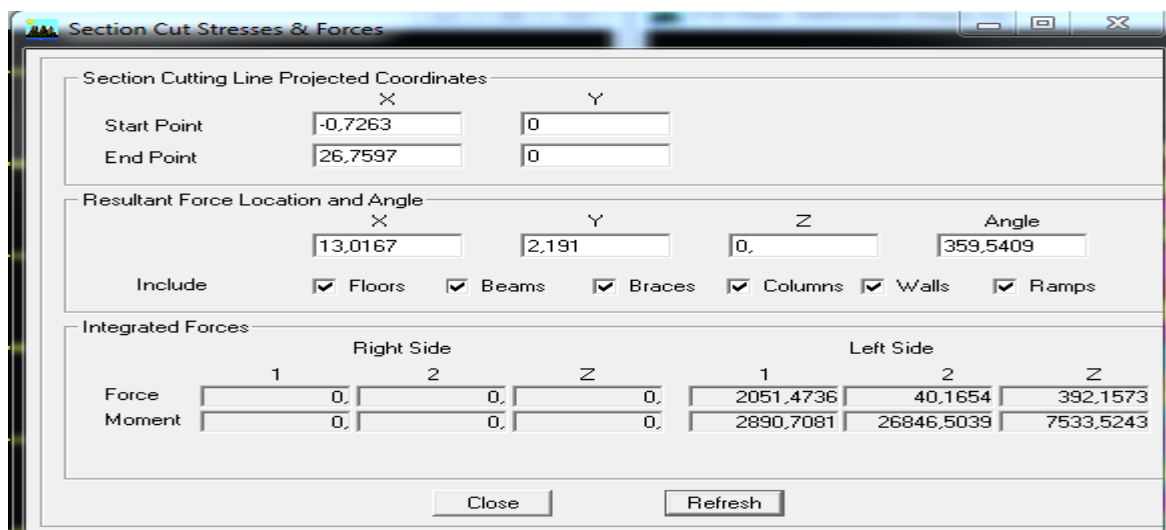 Section Cut Stresses & Forces
Section Cutting Line Projected Coordinates
X Y
Start Point -0,7263 0
End Point 26,7597 0
Resultant Force Location and Angle
X Y Z Angle
13,0167 2,191 0, 359,5409
Include Floors Beams Braces Columns Walls Ramps
Integrated Forces
Right Side Left Side
1 2 Z 1 2 Z
Force 0, 0, 0, 2051,4736 40,1654 392,1573
Moment 0, 0, 0, 2890,7081 26846,5039 7533,5243
Close Refresh